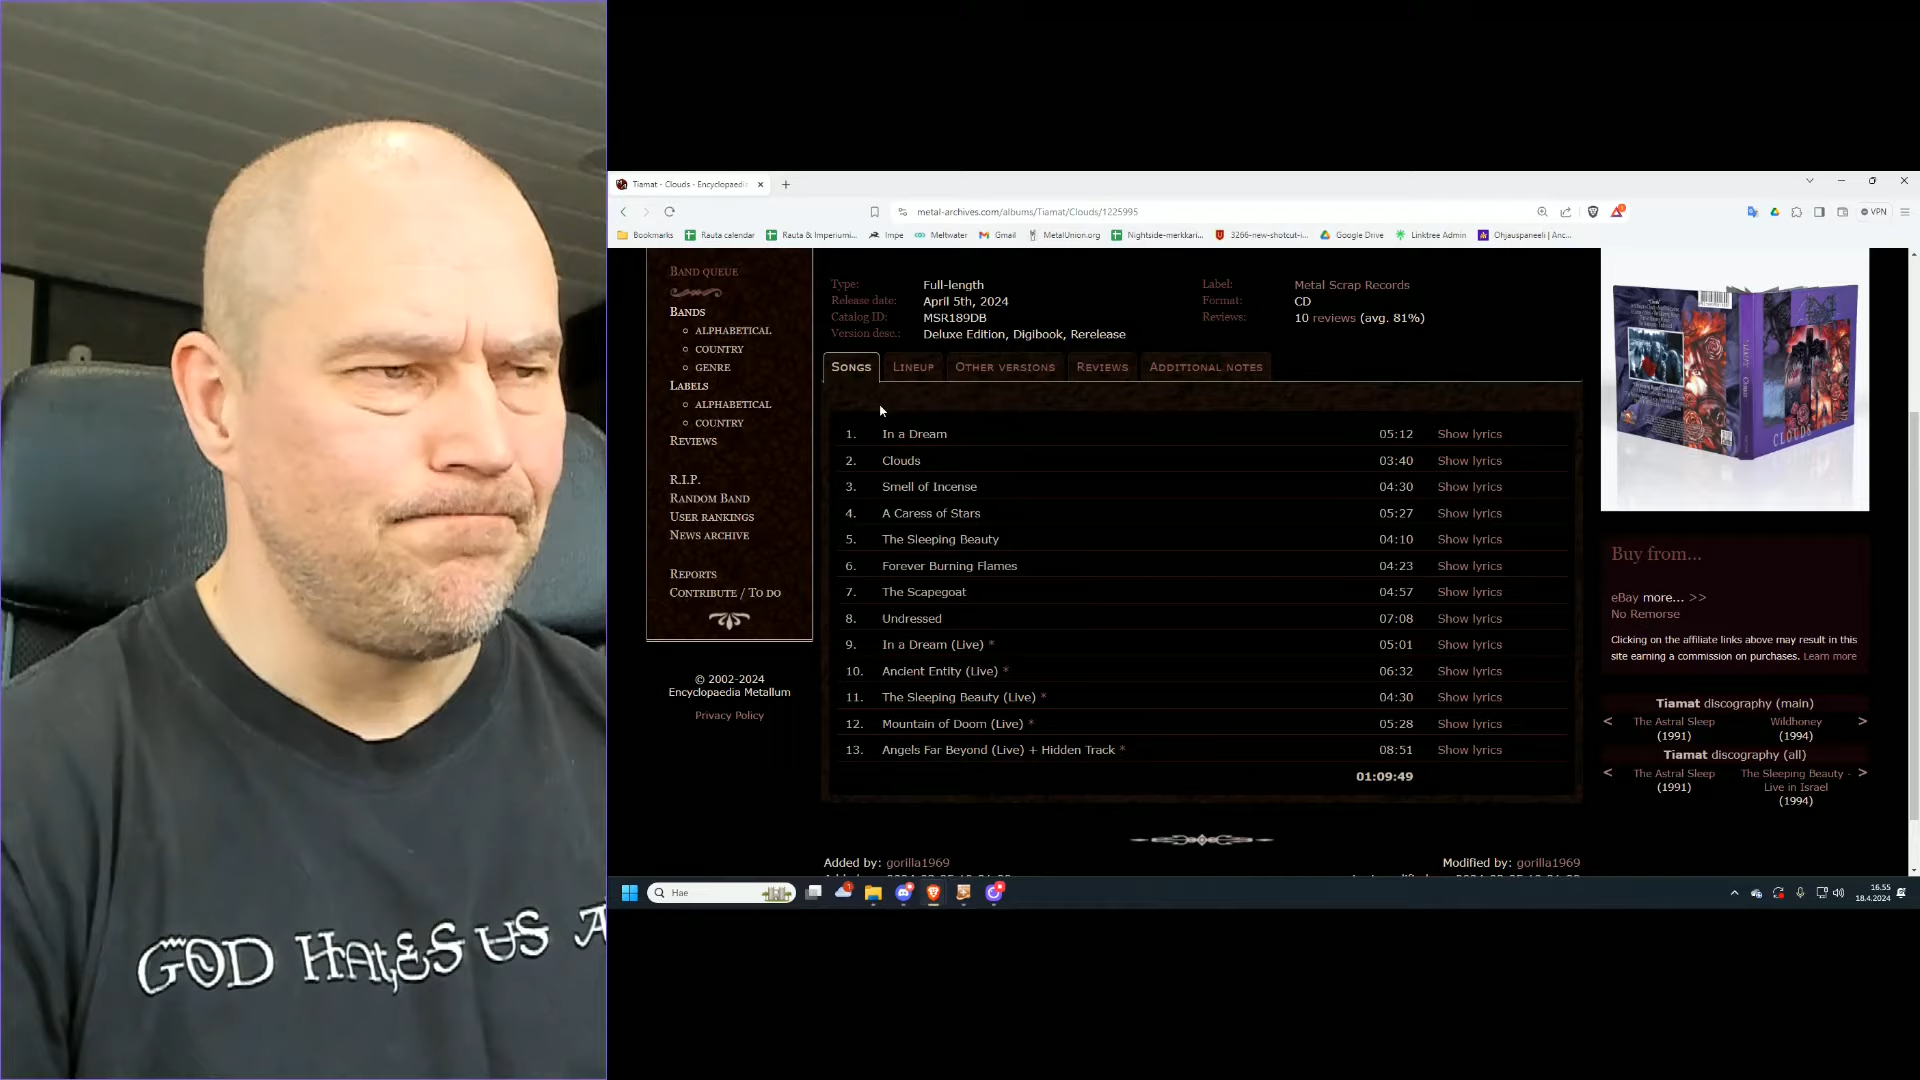 Tiamat - Clouds - Encyclopaedi
metal-archives.com/albums/Tiamat/Clouds/1225995
VPN
Bookmarks
Rauta calendar
Rauta & Imperiumi...
Impe
Meltwater
Gmail
MetalUnion.org
Nightside-merkkari...
3266-new-shotcut-i...
Google Drive
Linktree Admin
Ohjauspaneeli | Anc...
BAND QUEUE
BANDS
ALPHABETICAL
COUNTRY
GENRE
LABELS
ALPHABETICAL
COUNTRY
REVIEWS
R.I.P.
RANDOM BAND
USER RANKINGS
NEWS ARCHIVE
REPORTS
CONTRIBUTE / TO DO
© 2002-2024
Encyclopaedia Metallum
Privacy Policy
Type: Full-length
Release date: April 5th, 2024
Catalog ID: MSR189DB
Version desc.: Deluxe Edition, Digibook, Rerelease
Label: Metal Scrap Records
Format: CD
Reviews: 10 reviews (avg. 81%)
SONGS LINEUP OTHER VERSIONS REVIEWS ADDITIONAL NOTES
1. In a Dream 05:12 Show lyrics
2. Clouds 03:40 Show lyrics
3. Smell of Incense 04:30 Show lyrics
4. A Caress of Stars 05:27 Show lyrics
5. The Sleeping Beauty 04:10 Show lyrics
6. Forever Burning Flames 04:23 Show lyrics
7. The Scapegoat 04:57 Show lyrics
8. Undressed 07:08 Show lyrics
9. In a Dream (Live) * 05:01 Show lyrics
10. Ancient Entity (Live) * 06:32 Show lyrics
11. The Sleeping Beauty (Live) * 04:30 Show lyrics
12. Mountain of Doom (Live) * 05:28 Show lyrics
13. Angels Far Beyond (Live) + Hidden Track * 08:51 Show lyrics
01:09:49
Added by: gorilla1969
Modified by: gorilla1969
CLOUDS
Buy from...
eBay more... >>
No Remorse
Clicking on the affiliate links above may result in this
site earning a commission on purchases. Learn more
Tiamat discography (main)
< The Astral Sleep Wildhoney >
(1991) (1994)
Tiamat discography (all)
< The Astral Sleep The Sleeping Beauty - >
(1991) Live in Israel
(1994)
Hae
16.55
18.4.2024
GOD HATES US A